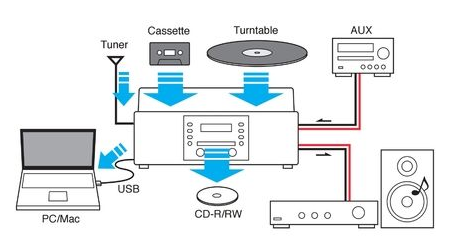 Cassette
Turntable
Tuner
AUX
USB
PC/Mac
CD-R/RW